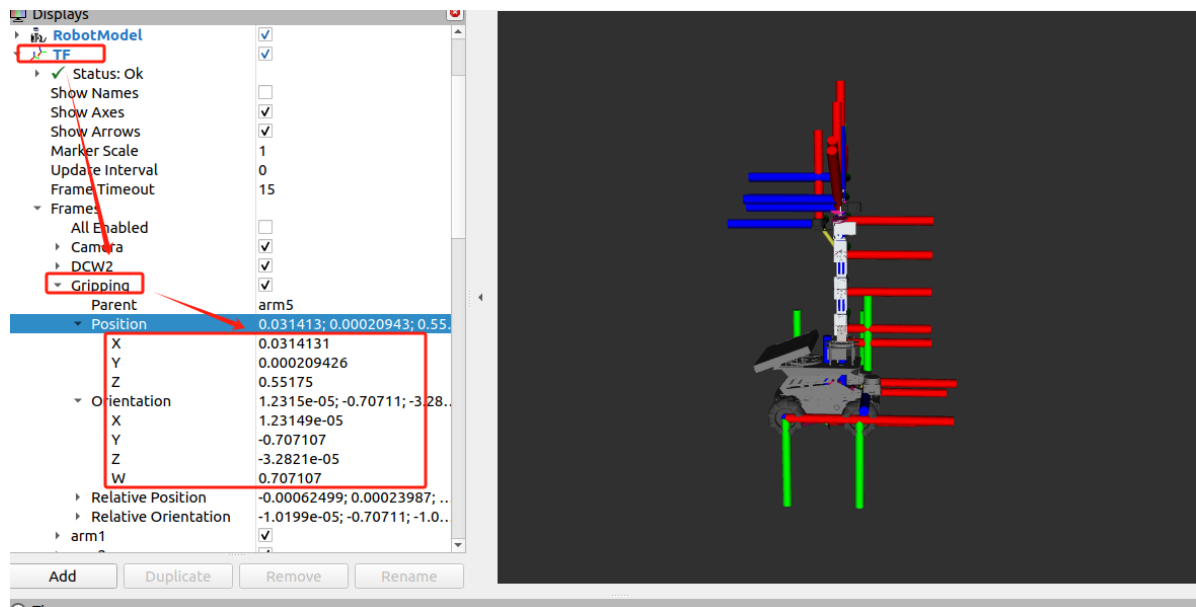 Displays
RobotModel
TF
Status: Ok
Show Names
Show Axes
Show Arrows
Marker Scale 1
Update Interval 0
Frame Timeout 15
Frames
All Enabled
Camera
DCW2
Gripping
Parent arm5
Position 0.031413; 0.00020943; 0.55...
X 0.0314131
Y 0.000209426
Z 0.55175
Orientation 1.2315e-05; -0.70711; -3.28...
X 1.23149e-05
Y -0.707107
Z -3.2821e-05
W 0.707107
Relative Position -0.00062499; 0.00023987; ...
Relative Orientation -1.0199e-05; -0.70711; -1.0...
arm1
Add Duplicate Remove Rename